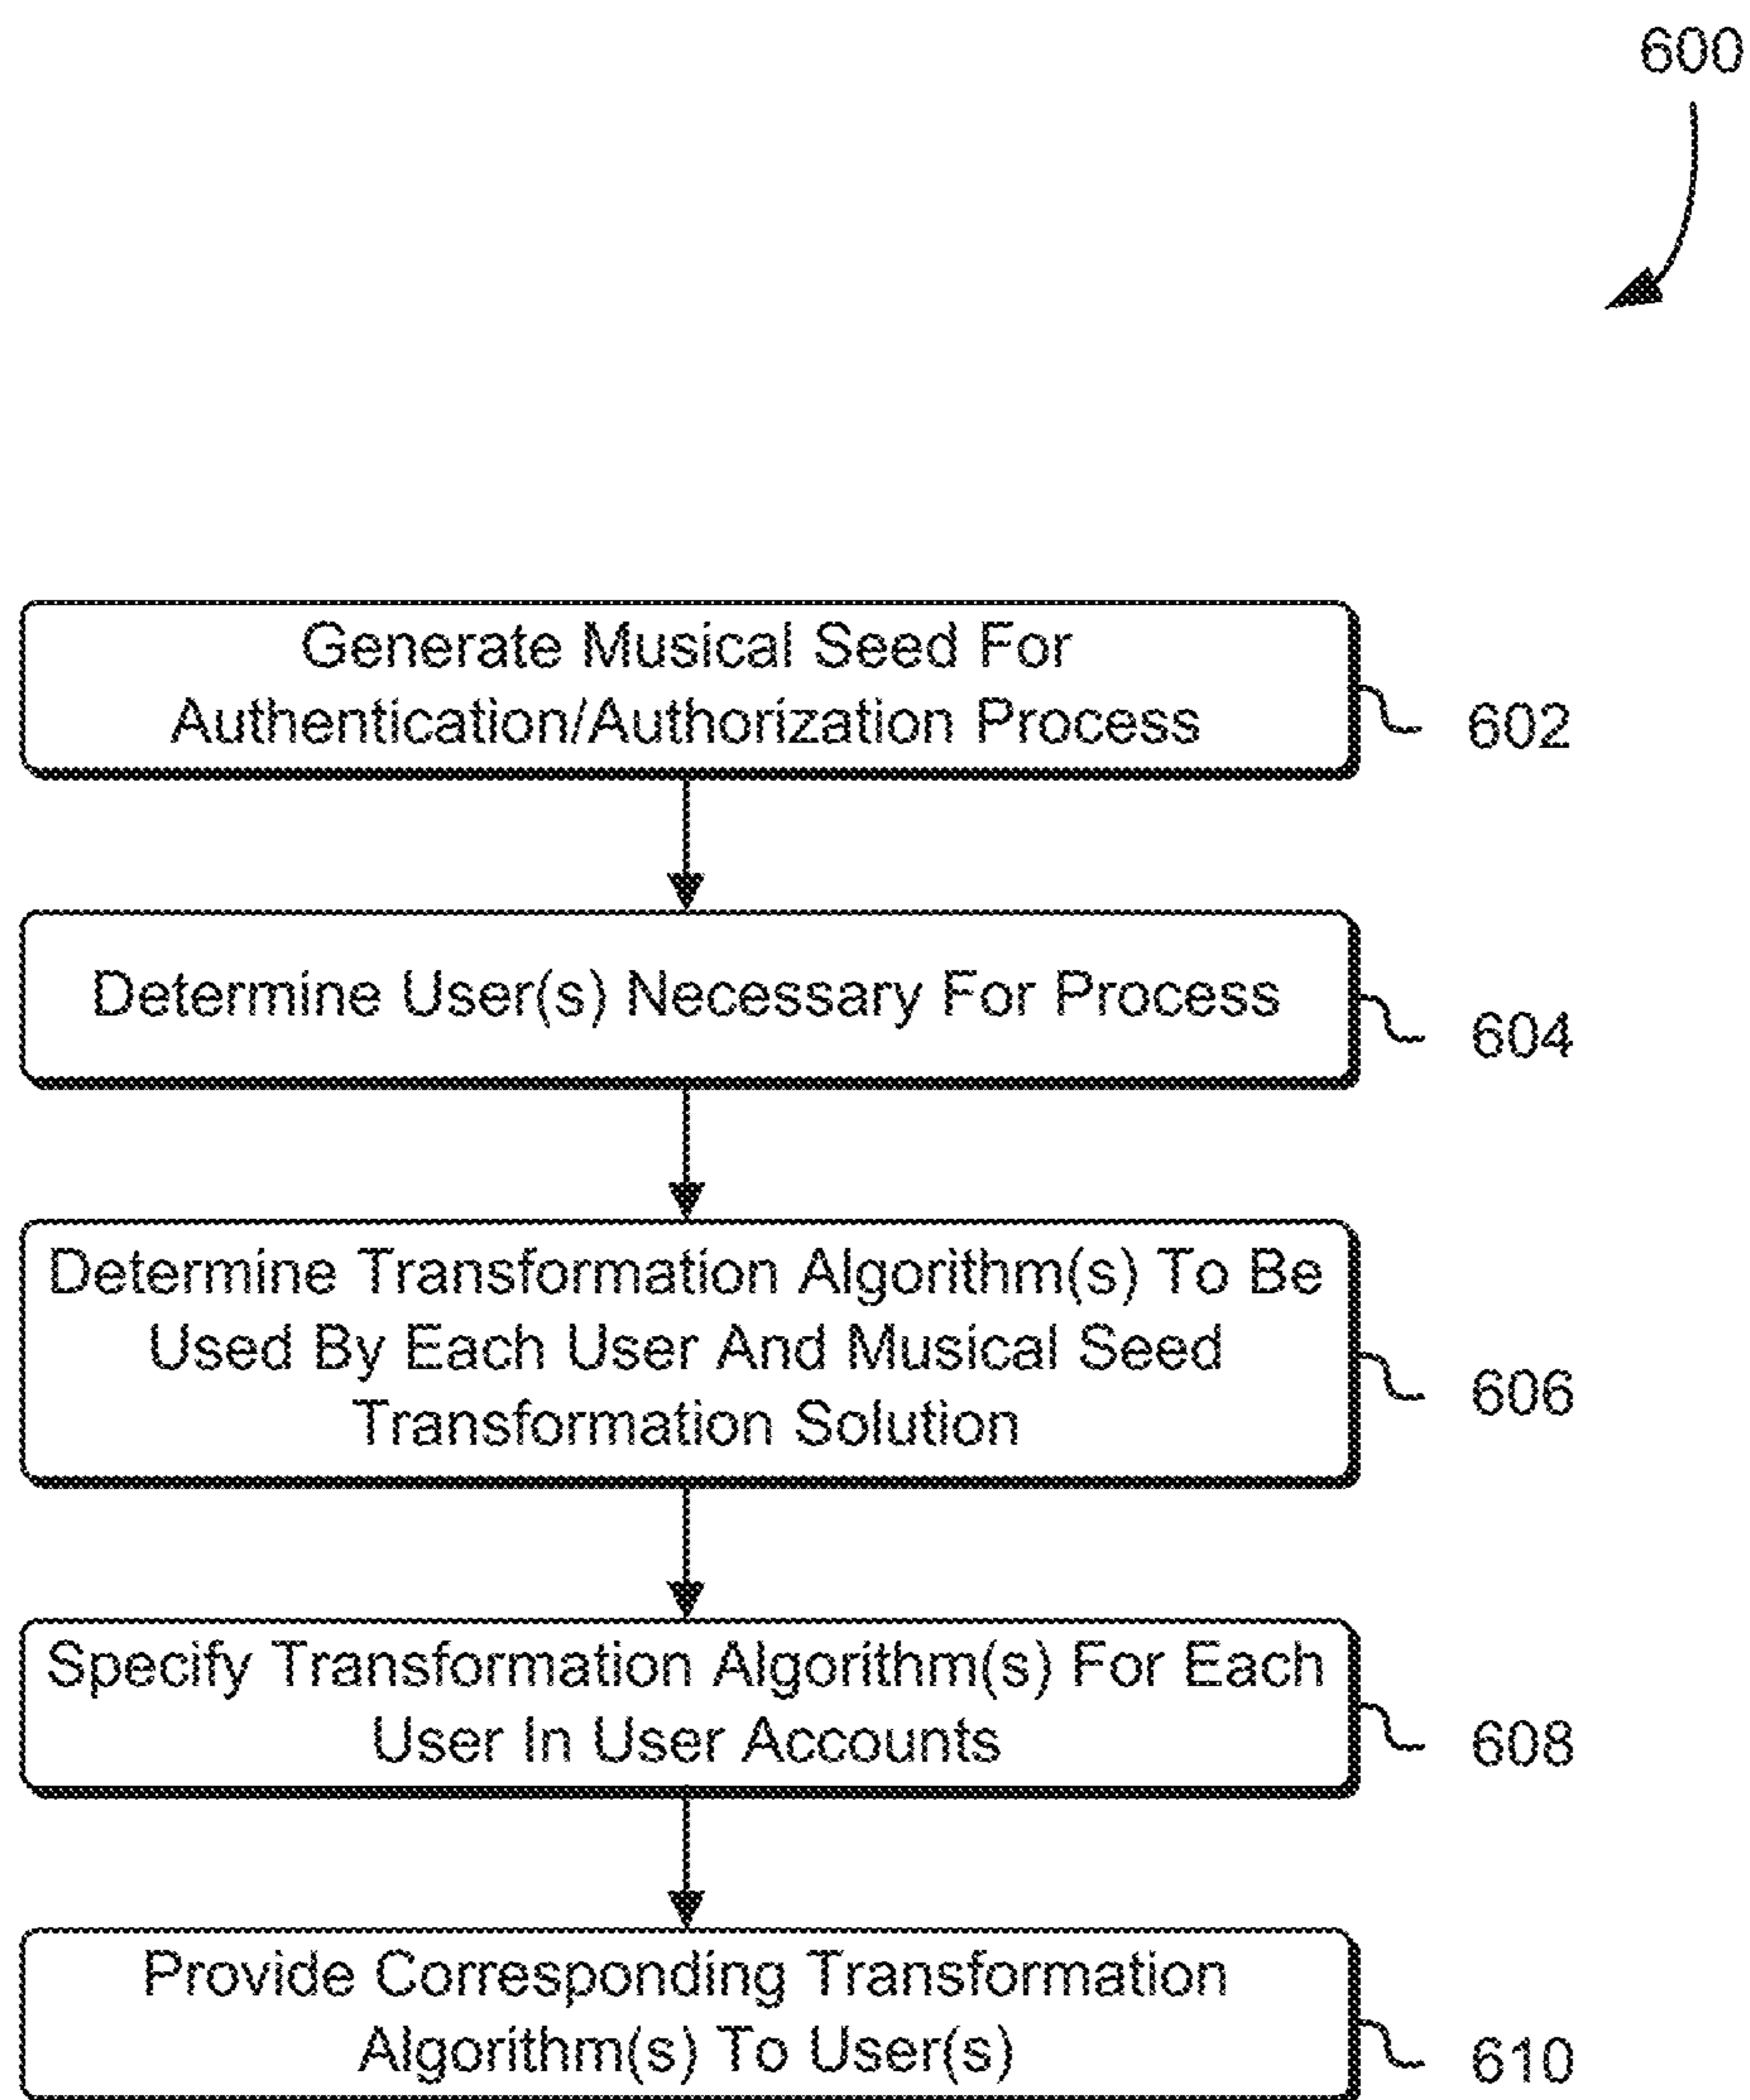 600
Generate Musical Seed For
Authentication/Authorization Process
602
Determine User(s) Necessary For Process
604
Determine Transformation Algorithm(s) To Be
Used By Each User And Musical Seed
Transformation Solution
606
Specify Transformation Algorithm(s) For Each
User In User Accounts
608
Provide Corresponding Transformation
Algorithm(s) To User(s)
610